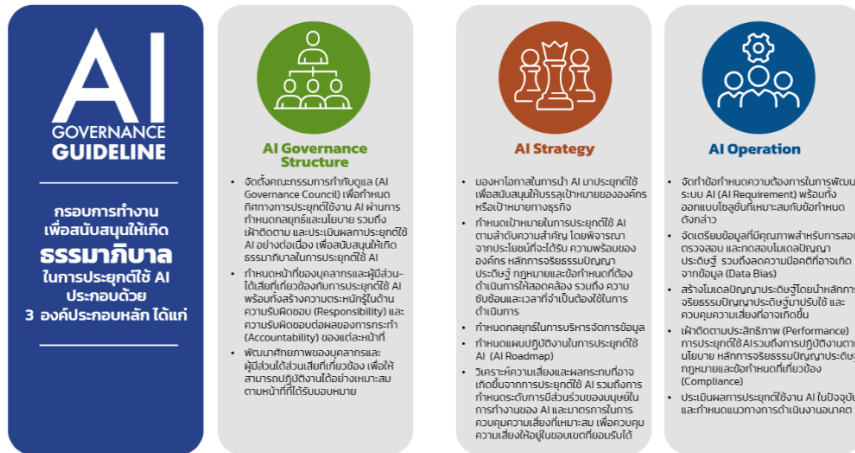 AI
GOVERNANCE
GUIDELINE
กรอบการทำงาน
เพื่อสนับสนุนให้เกิด
ธรรมาภิบาล
ในการประยุกต์ใช้ AI
ประกอบด้วย
3 องค์ประกอบหลัก ได้แก่
AI Governance
Structure
• จัดตั้งคณะกรรมการกำกับดูแล (AI
Governance Council) เพื่อกำหนด
ทิศทางการประยุกต์ใช้งาน AI ผ่านการ
กำหนดกลยุทธ์และนโยบาย รวมถึง
เฝ้าติดตาม และประเมินผลการประยุกต์ใช้
AI อย่างต่อเนื่อง เพื่อสนับสนุนให้เกิด
ธรรมาภิบาลในการประยุกต์ใช้ AI
• กำหนดหน้าที่ของบุคลากรและผู้มีส่วน-
ได้เสียที่เกี่ยวข้องกับการประยุกต์ใช้ AI
พร้อมทั้งสร้างความตระหนักรู้ในด้าน
ความรับผิดชอบ (Responsibility) และ
ความรับผิดชอบต่อผลของการกระทำ
(Accountability) ของแต่ละหน้าที่
• พัฒนาศักยภาพของบุคลากรและ
ผู้มีส่วนได้ส่วนเสียที่เกี่ยวข้อง เพื่อให้
สามารถปฏิบัติงานได้อย่างเหมาะสม
ตามหน้าที่ที่ได้รับมอบหมาย
AI Strategy
• มองหาโอกาสในการนำ AI มาประยุกต์ใช้
เพื่อสนับสนุนให้บรรลุเป้าหมายขององค์กร
หรือเป้าหมายทางธุรกิจ
• กำหนดเป้าหมายในการประยุกต์ใช้ AI
ตามลำดับความสำคัญ โดยพิจารณา
จากประโยชน์ที่จะได้รับ ความพร้อมของ
องค์กร หลักการจริยธรรมปัญญา
ประดิษฐ์ กฎหมายและข้อกำหนดที่ต้อง
ดำเนินการให้สอดคล้อง รวมถึง ความ
ซับซ้อนและเวลาที่จำเป็นต้องใช้ในการ
ดำเนินการ
• กำหนดกลยุทธ์ในการบริหารจัดการข้อมูล
• กำหนดแผนปฏิบัติงานในการประยุกต์ใช้
AI (AI Roadmap)
• วิเคราะห์ความเสี่ยงและผลกระทบที่อาจ
เกิดขึ้นจากการประยุกต์ใช้ AI รวมถึงการ
กำหนดระดับการมีส่วนร่วมของมนุษย์ใน
การทำงานของ AI และมาตรการในการ
ควบคุมความเสี่ยงที่เหมาะสม เพื่อควบคุม
ความเสี่ยงให้อยู่ในขอบเขตที่ยอมรับได้
AI Operation
• จัดทำข้อกำหนดความต้องการในการพัฒน
ระบบ AI (AI Requirement) พร้อมทั้ง
ออกแบบโซลูชั่นที่เหมาะสมกับข้อกำหนด
ดังกล่าว
• จัดเตรียมข้อมูลที่มีคุณภาพสำหรับการสอน
ตรวจสอบ และทดสอบโมเดลปัญญา
ประดิษฐ์ รวมถึงลดความมีอคติที่อาจเกิด
จากข้อมูล (Data Bias)
• สร้างโมเดลปัญญาประดิษฐ์โดยนำหลักการ
จริยธรรมปัญญาประดิษฐ์มาปรับใช้ และ
ควบคุมความเสี่ยงที่อาจเกิดขึ้น
• เฝ้าติดตามประสิทธิภาพ (Performance)
การประยุกต์ใช้ AI รวมถึงการปฏิบัติงานตาม
นโยบาย หลักการจริยธรรมปัญญาประดิษฐ์
กฎหมายและข้อกำหนดที่เกี่ยวข้อง
(Compliance)
• ประเมินผลการประยุกต์ใช้งาน AI ในปัจจุบัน
และกำหนดแนวทางการดำเนินงานอนาคต